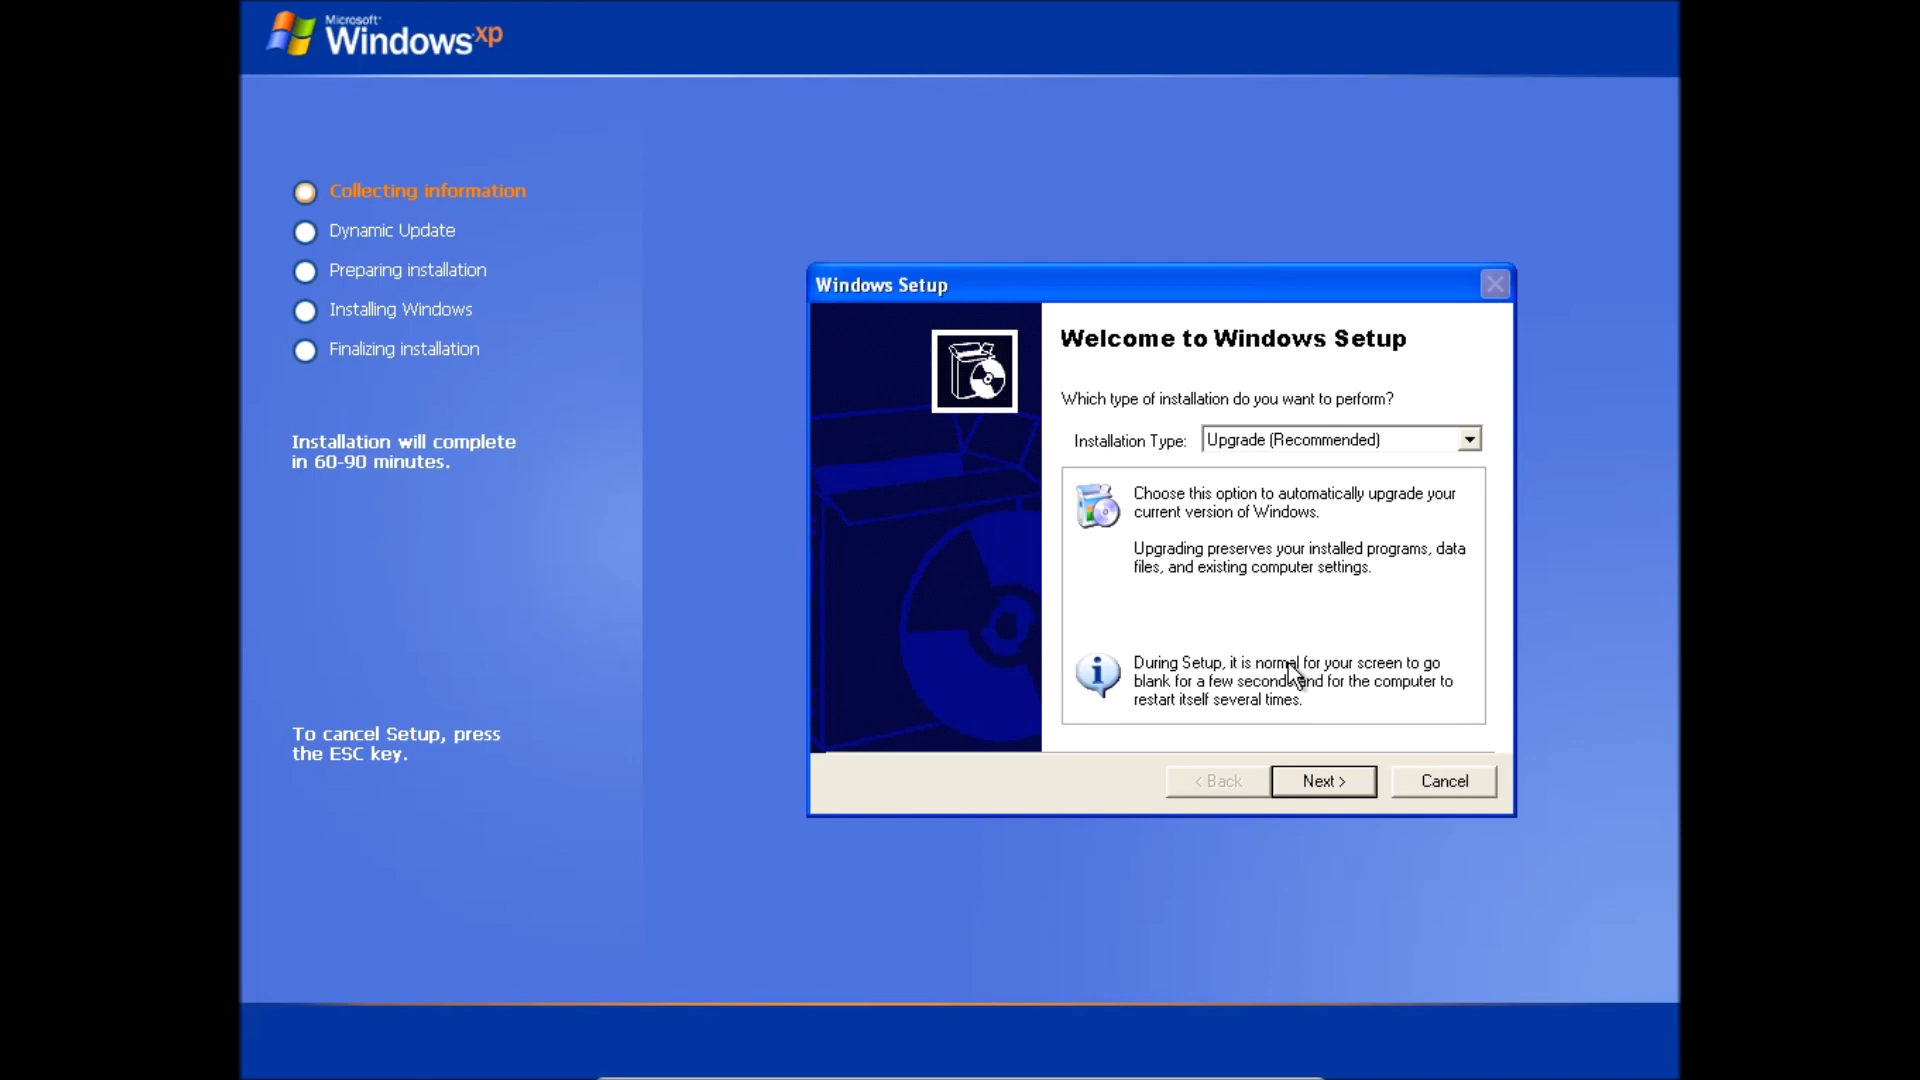 Microsoft
Windows xp
Collecting information
Dynamic Update
Preparing installation
Installing Windows
Finalizing installation
Installation will complete
in 60-90 minutes.
To cancel Setup, press
the ESC key.
Windows Setup
Welcome to Windows Setup
Which type of installation do you want to perform?
Installation Type: Upgrade (Recommended)
Choose this option to automatically upgrade your
current version of Windows.
Upgrading preserves your installed programs, data
files, and existing computer settings.
During Setup, it is normal for your screen to go
blank for a few seconds and for the computer to
restart itself several times.
< Back Next > Cancel